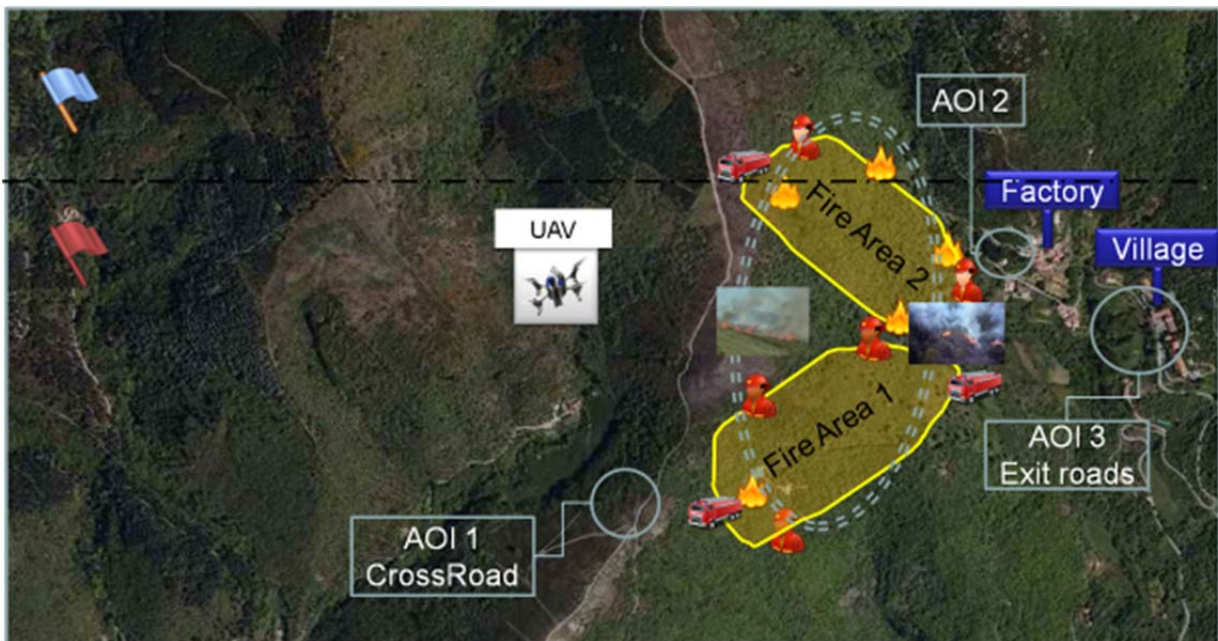 AOI 2
Factory
UAV
Village
Fire Area 2
Fire Area 1
AOI 3
Exit roads
AOI 1
CrossRoad